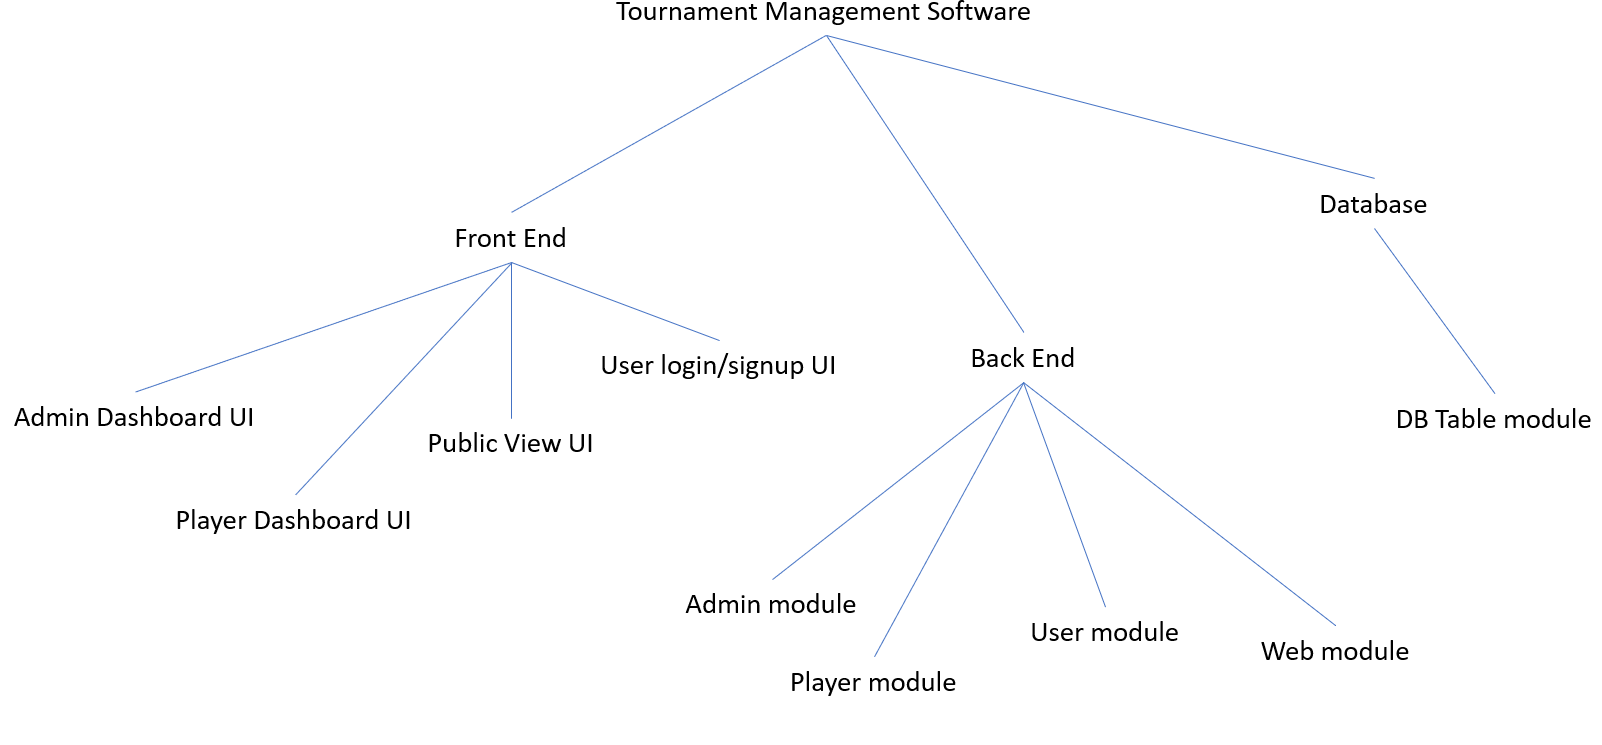 Tournament Management Software
Front End
Back End
Database
Admin Dashboard UI
Player Dashboard UI
Public View UI
User login/signup UI
Admin module
Player module
User module
Web module
DB Table module